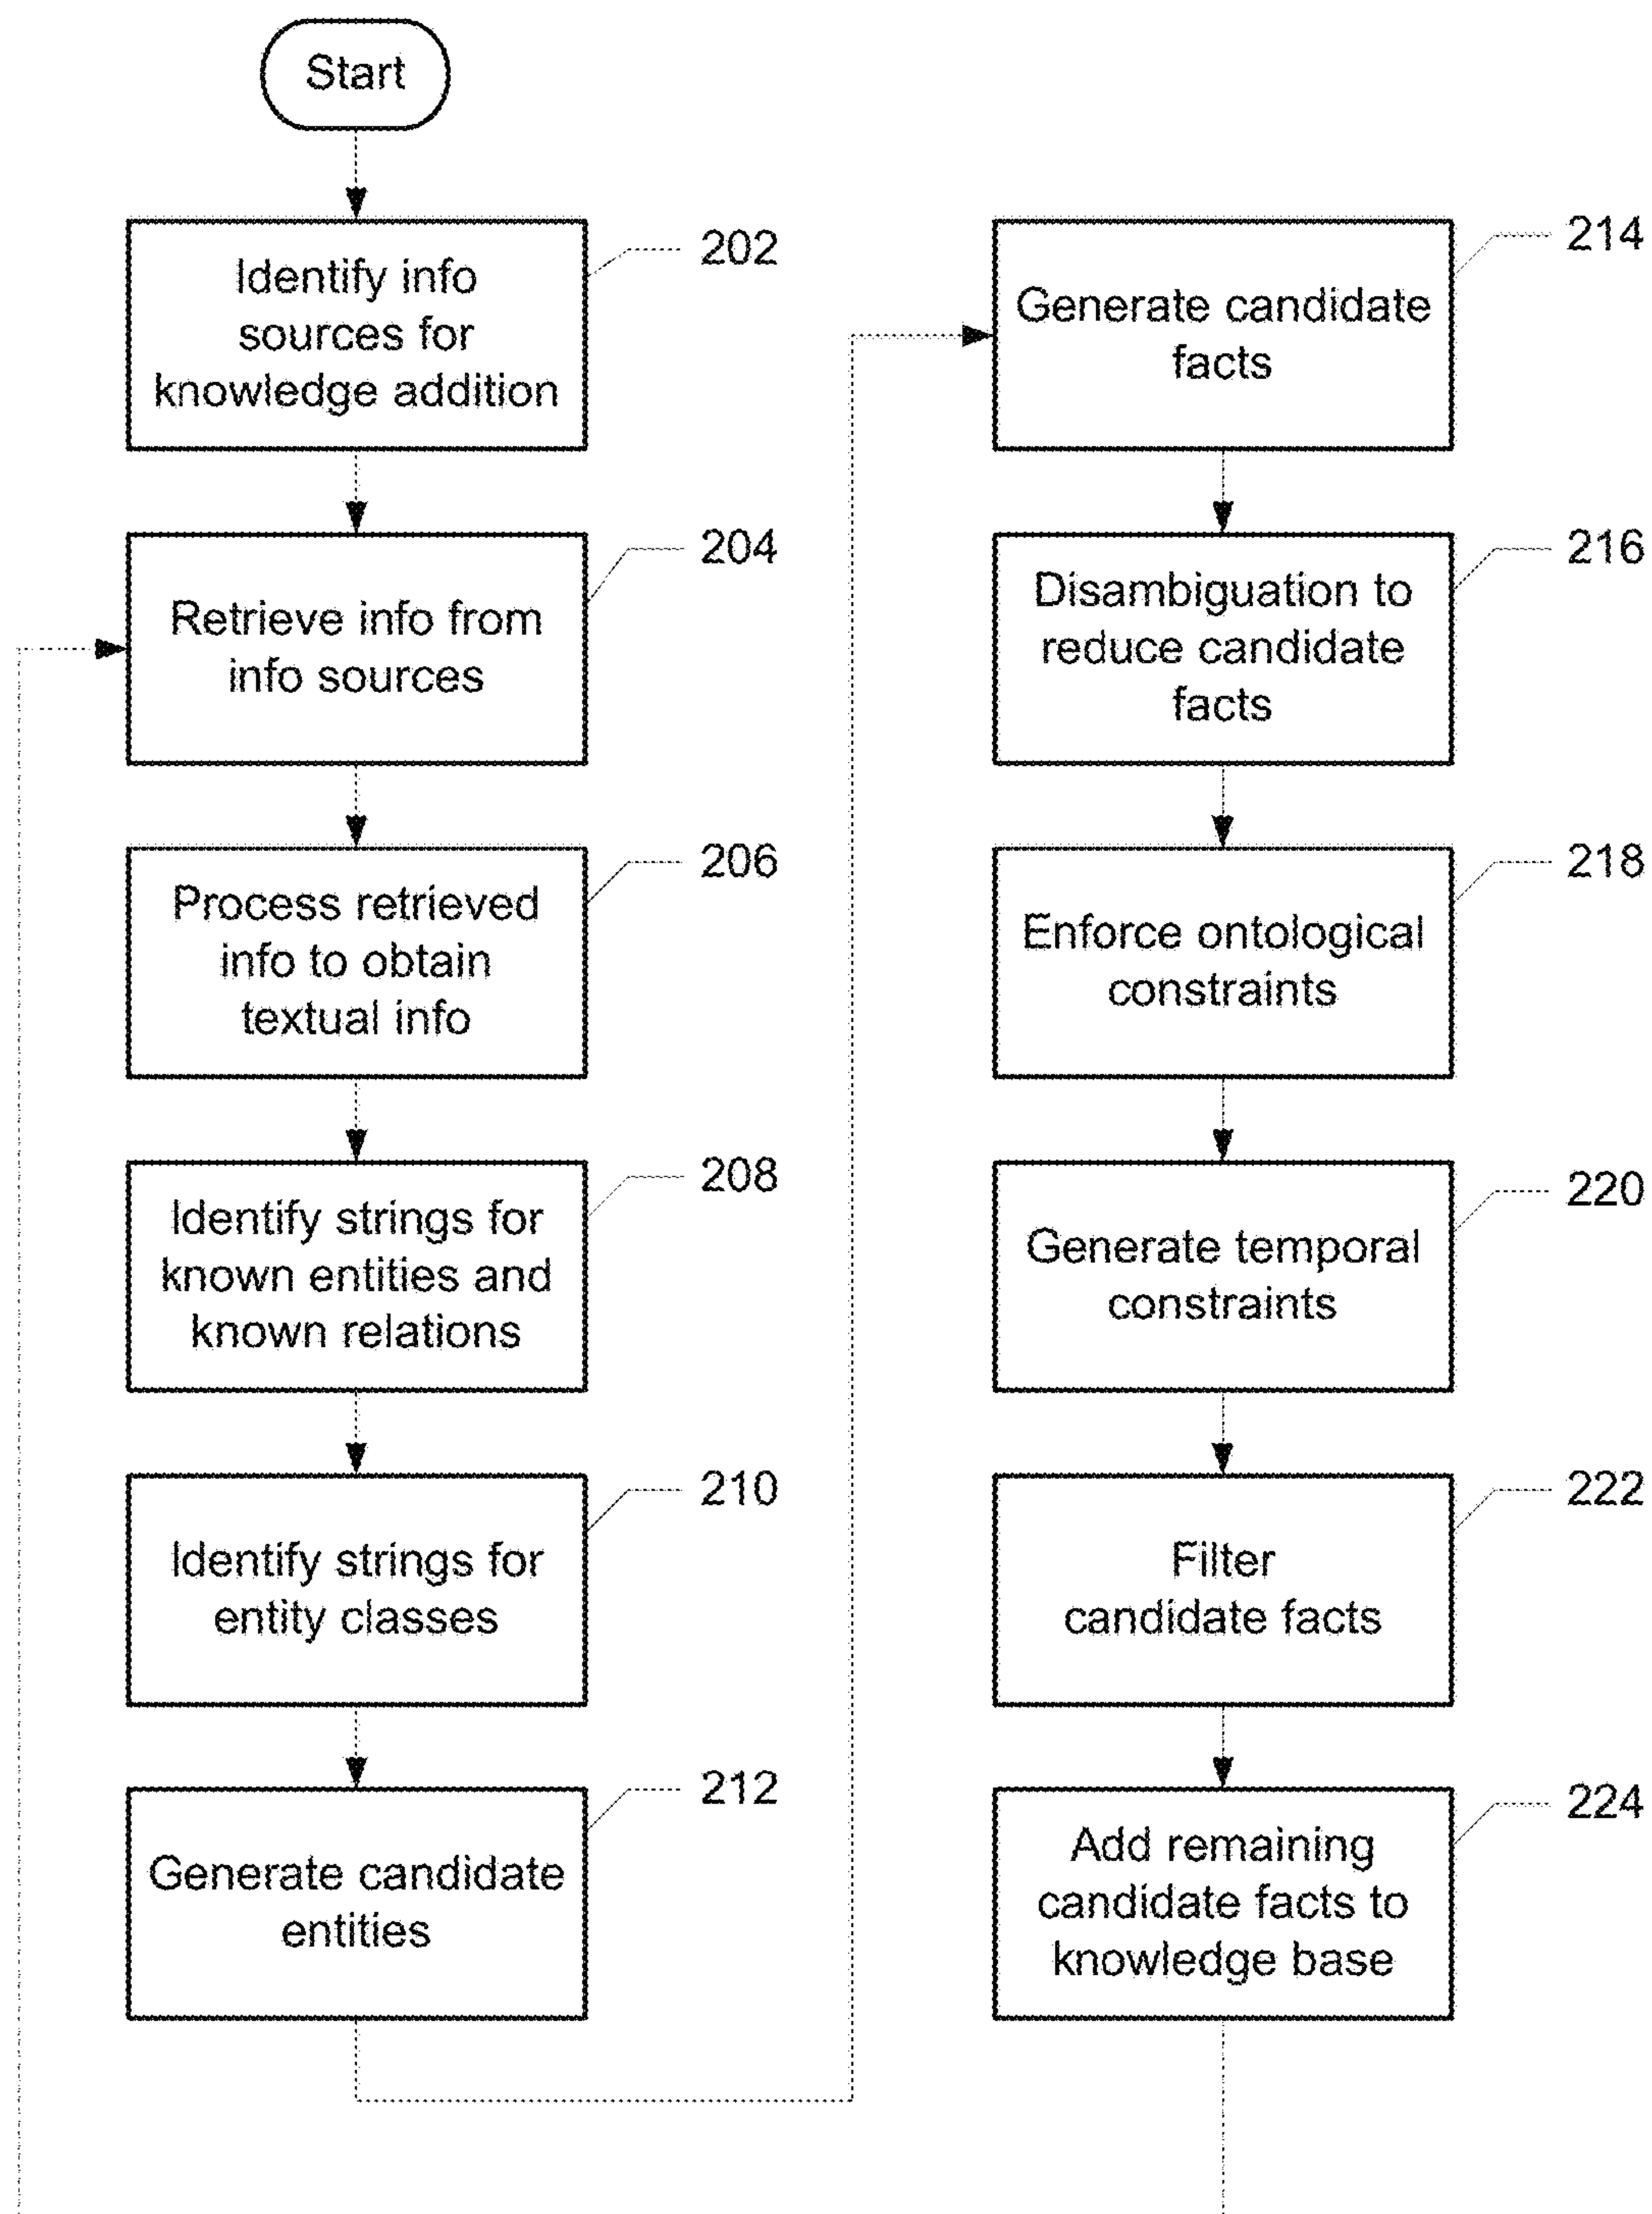 Start
Identify info
sources for
knowledge addition
202
Retrieve info from
info sources
204
Process retrieved
info to obtain
textual info
206
Identify strings for
known entities and
known relations
208
Identify strings for
entity classes
210
Generate candidate
entities
212
Generate candidate
facts
214
Disambiguation to
reduce candidate
facts
216
Enforce ontological
constraints
218
Generate temporal
constraints
220
Filter
candidate facts
222
Add remaining
candidate facts to
knowledge base
224